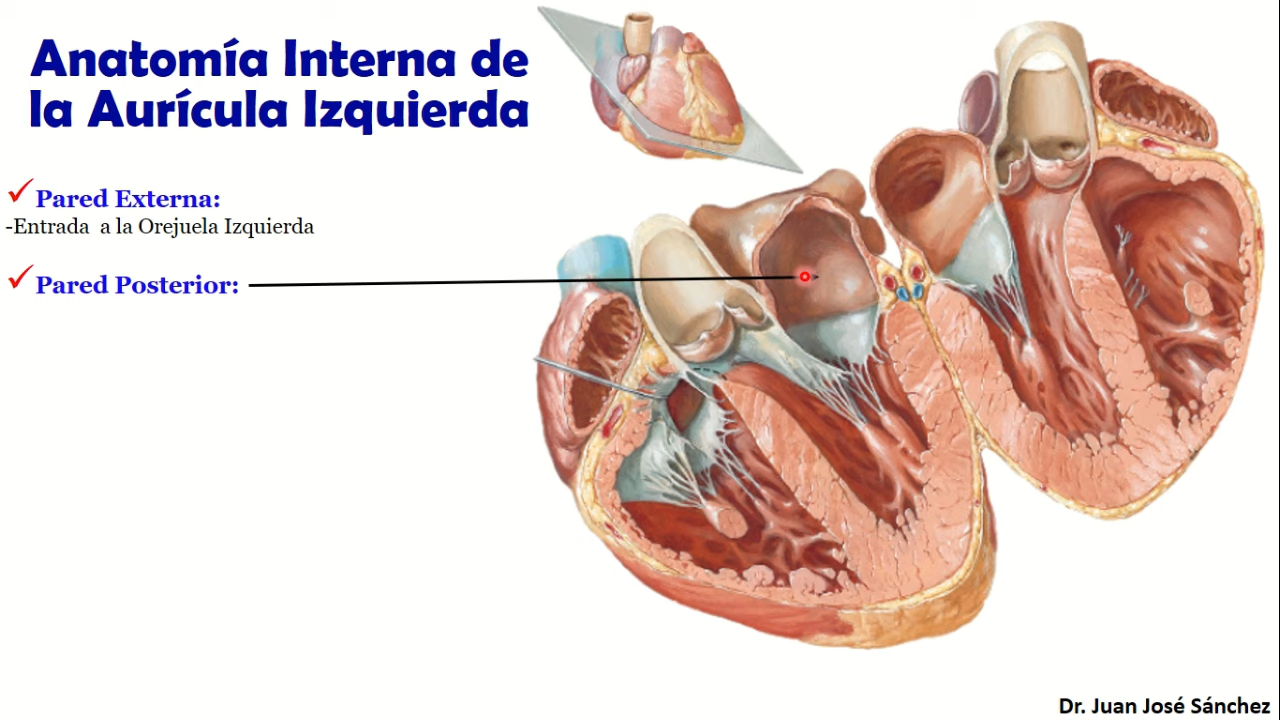 Anatomía Interna de
la Aurícula Izquierda
Pared Externa:
-Entrada a la Orejuela Izquierda
Pared Posterior:
Dr. Juan José Sánchez